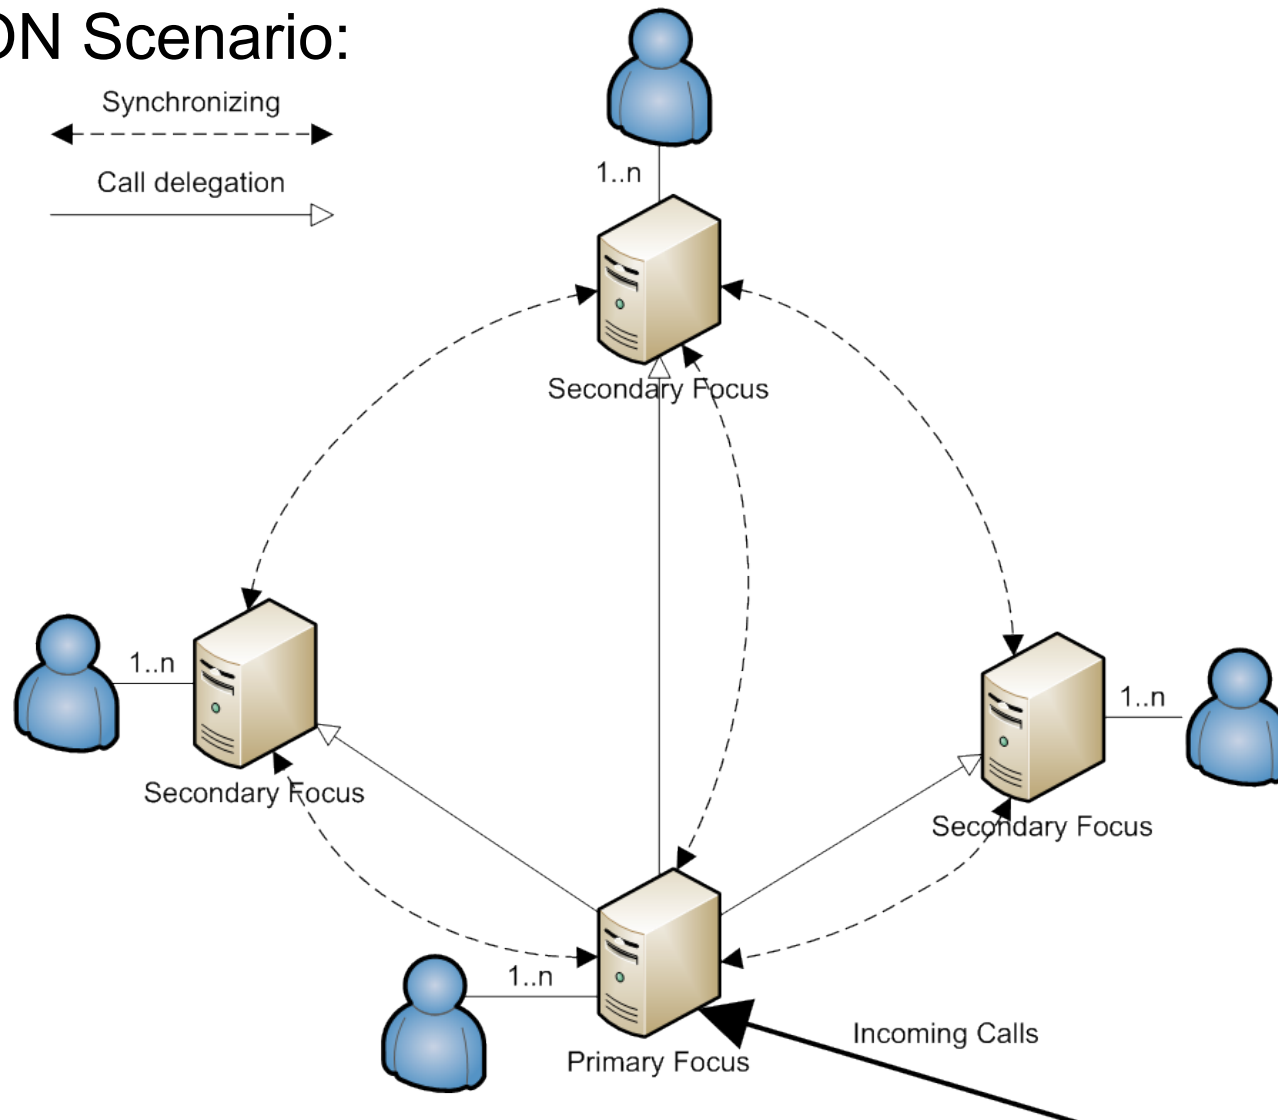 ON Scenario:
Synchronizing
Call delegation
1..n
Secondary Focus
1..n
Secondary Focus
1..n
Secondary Focus
1..n
Primary Focus
Incoming Calls